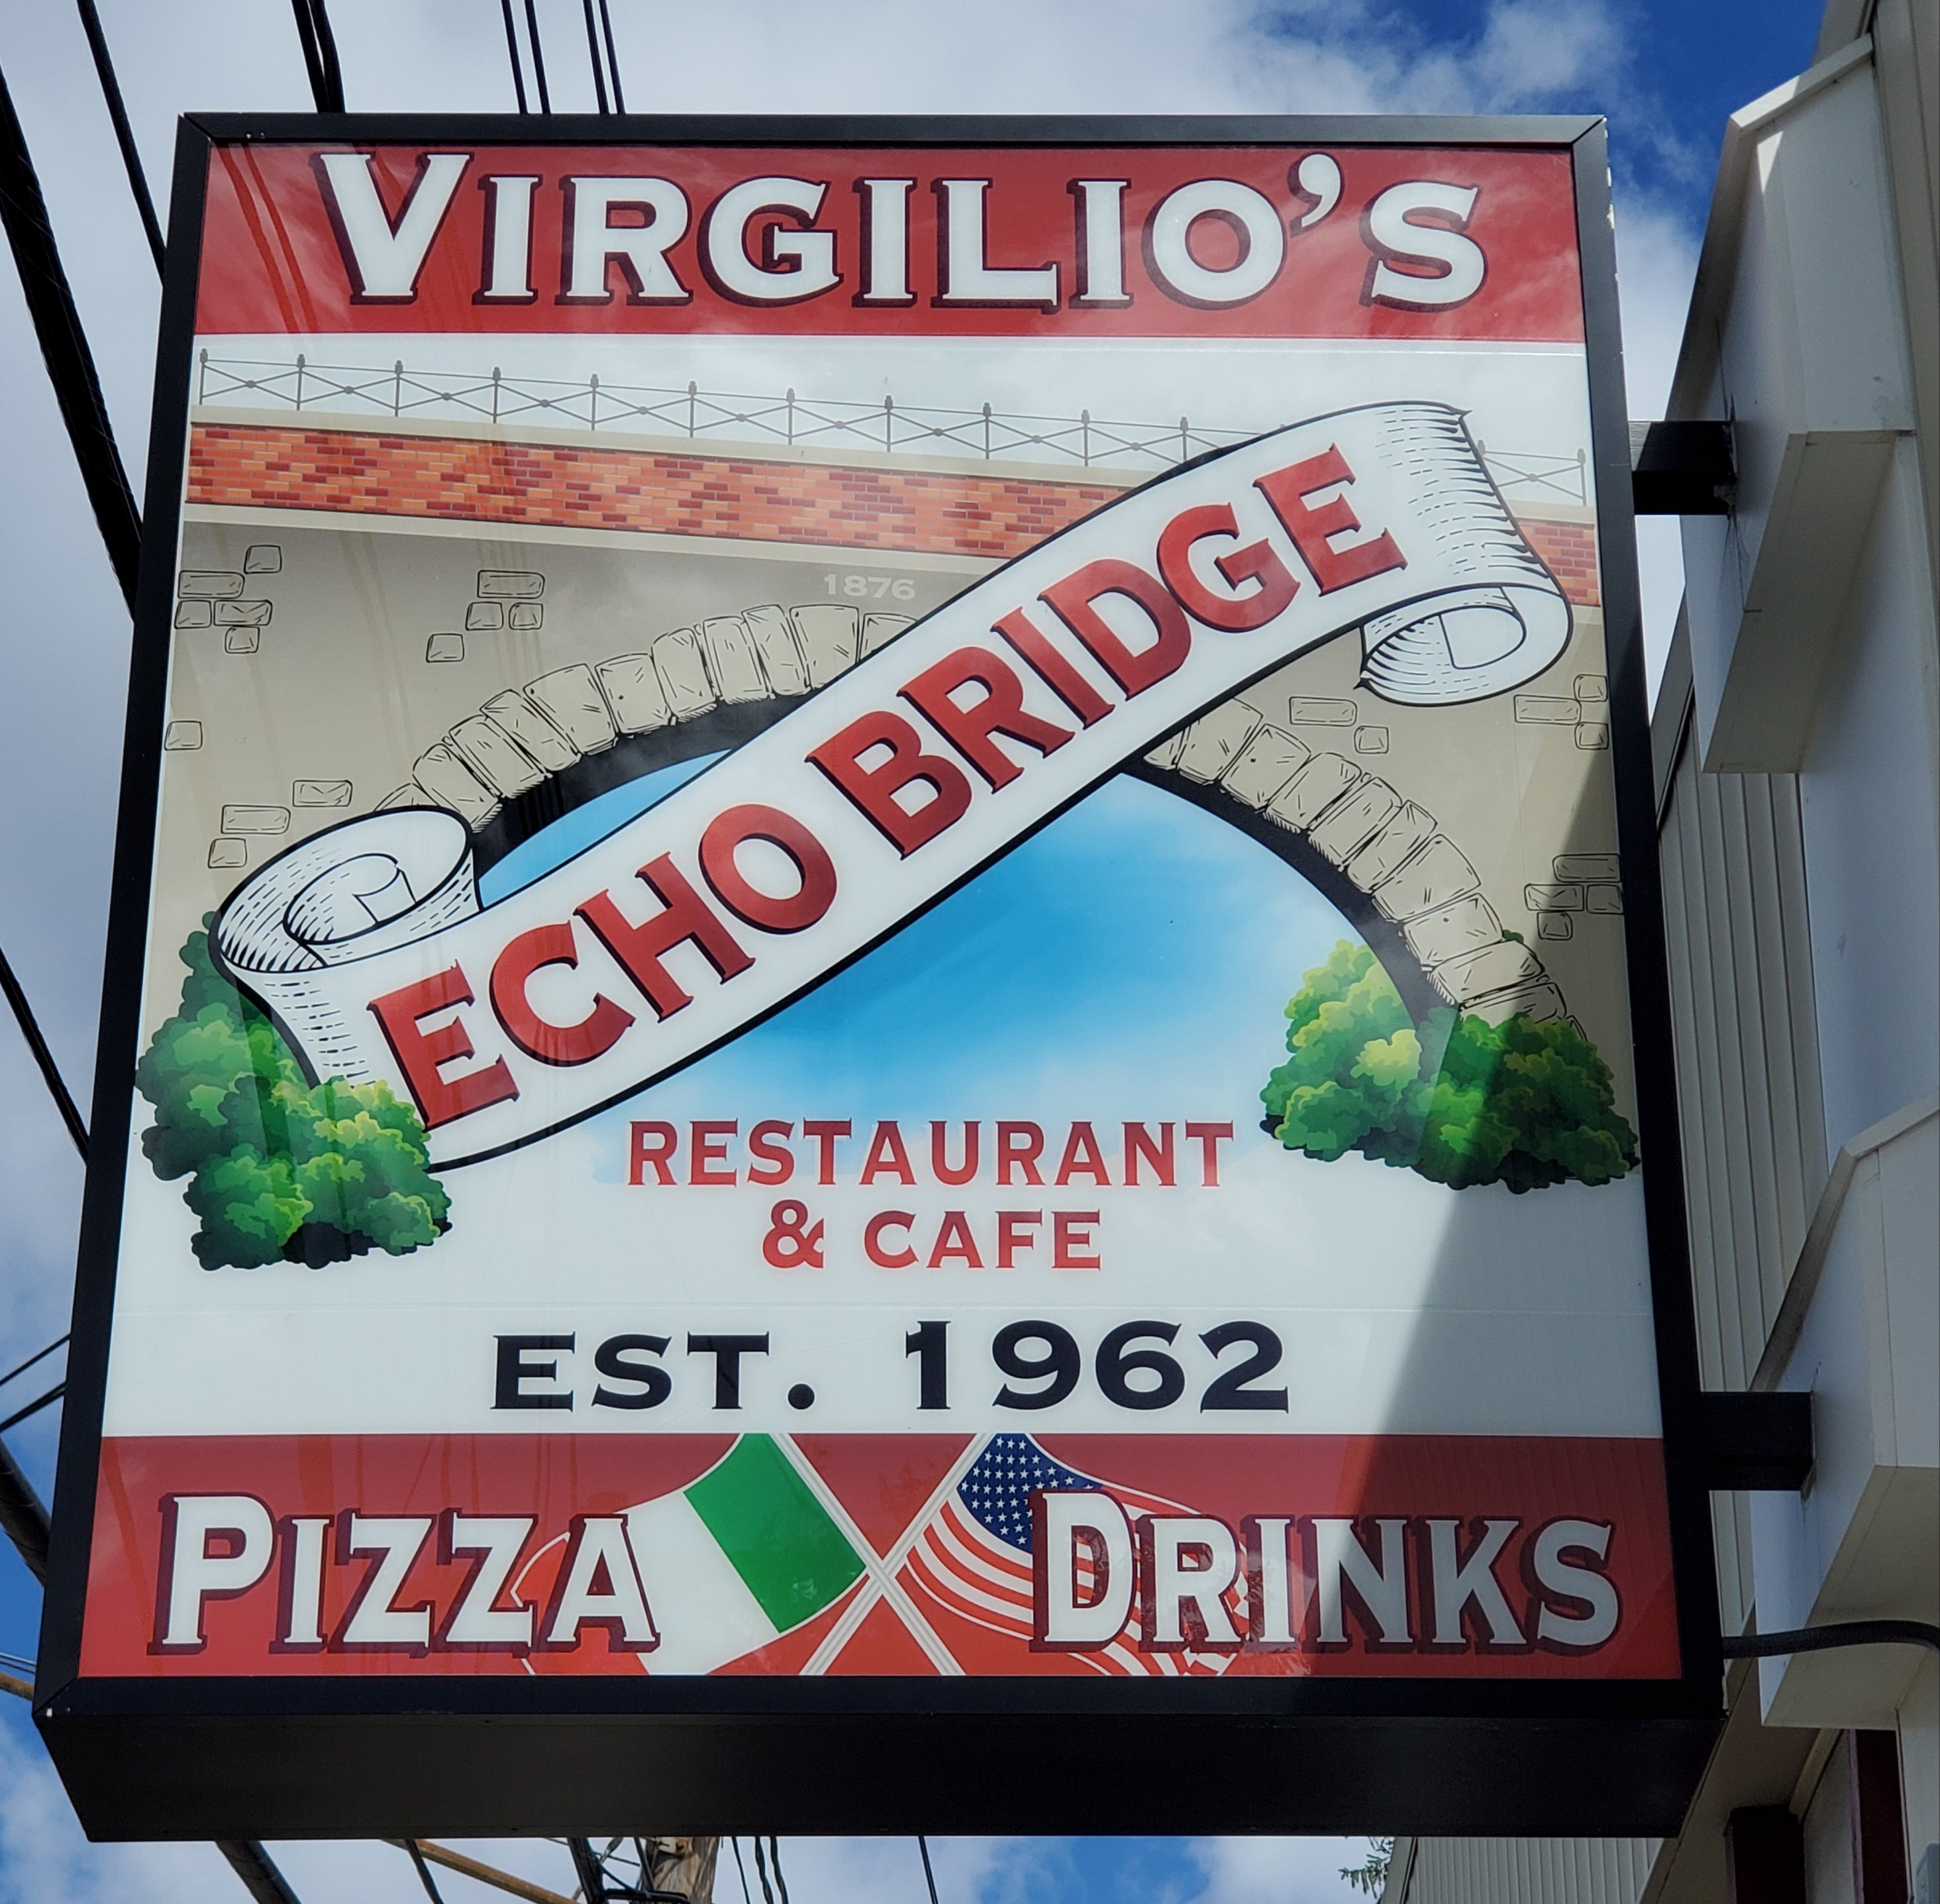 VIRGILIO'S
1876
ECHO BRIDGE
RESTAURANT
& CAFE
EST. 1962
PIZZA DRINKS